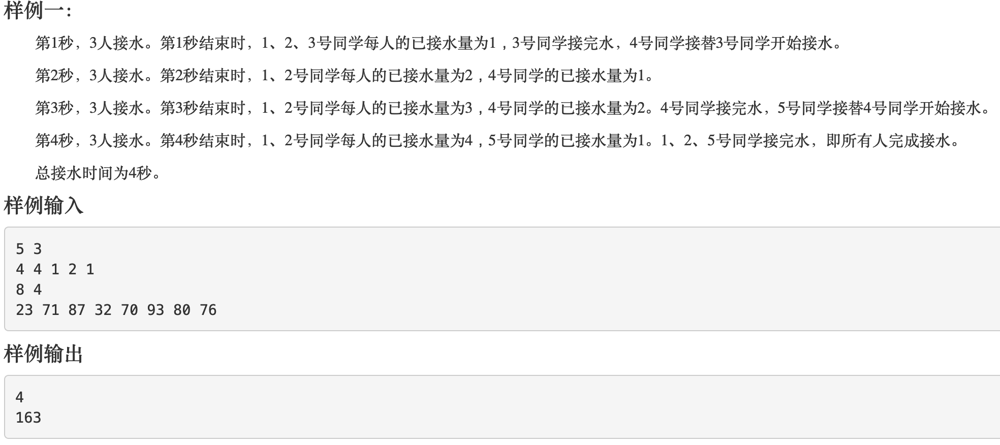 样例一：
第1秒，3人接水。第1秒结束时，1、2、3号同学每人的已接水量为1，3号同学接完水，4号同学接替3号同学开始接水。
第2秒，3人接水。第2秒结束时，1、2号同学每人的已接水量为2，4号同学的已接水量为1。
第3秒，3人接水。第3秒结束时，1、2号同学每人的已接水量为3，4号同学的已接水量为2。4号同学接完水，5号同学接替4号同学开始接水。
第4秒，3人接水。第4秒结束时，1、2号同学每人的已接水量为4，5号同学的已接水量为1。1、2、5号同学接完水，即所有人完成接水。
总接水时间为4秒。
样例输入
5 3
4 4 1 2 1
8 4
23 71 87 32 70 93 80 76
样例输出
4
163